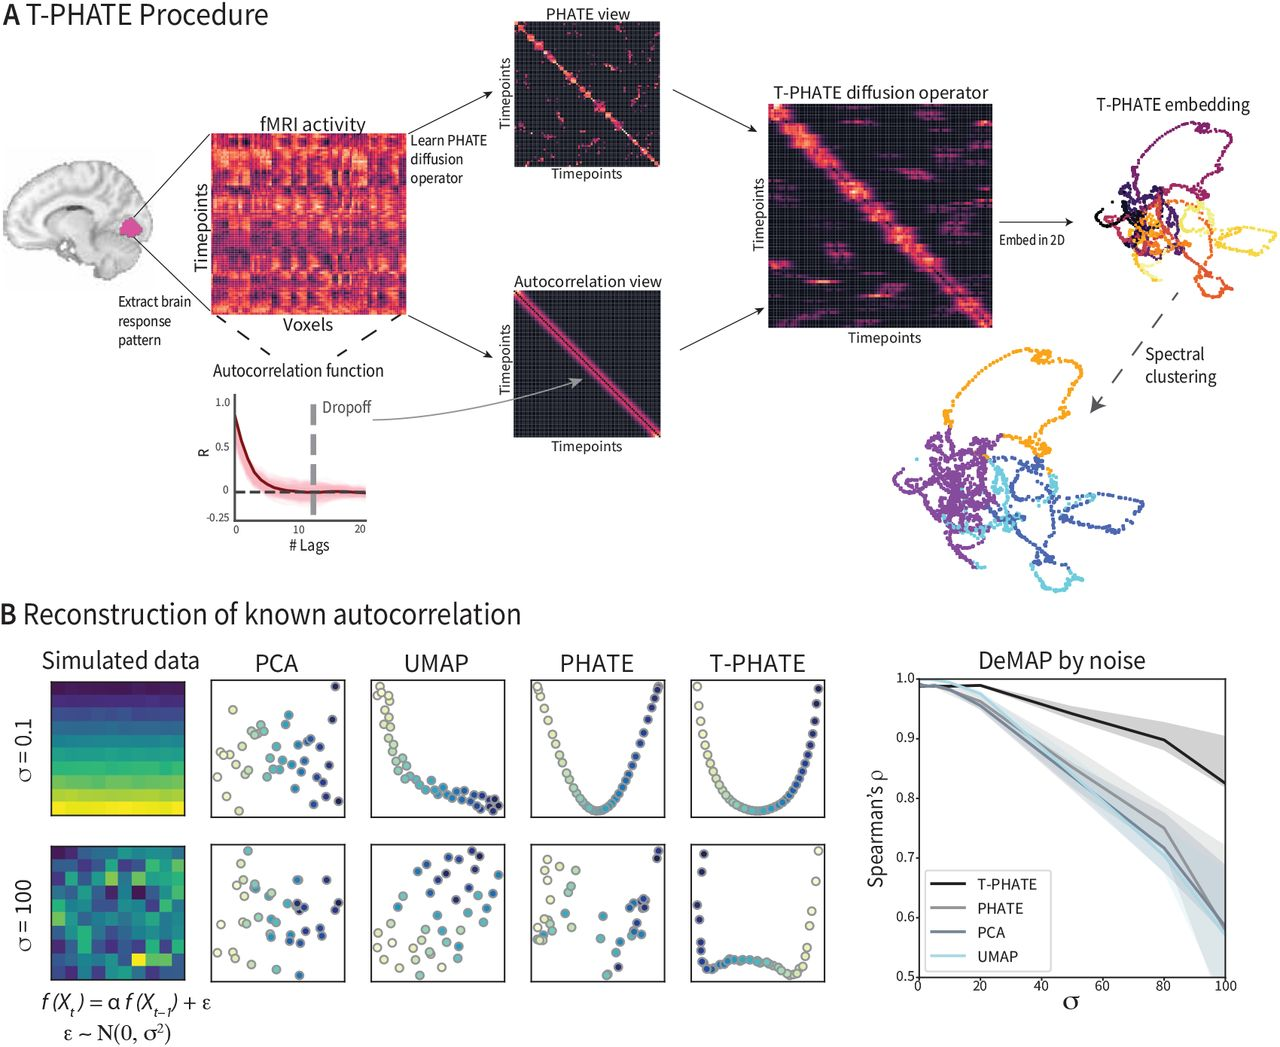 A T-PHATE Procedure
PHATE view
Timepoints
Timepoints
fMRI activity
Timepoints
Voxels
Learn PHATE
diffusion
operator
Extract brain
response
pattern
Autocorrelation function
1.0
0.5
0
-0.25
R
0
10
20
# Lags
Dropoff
Autocorrelation view
Timepoints
Timepoints
T-PHATE diffusion operator
Timepoints
Timepoints
Embed in 2D
T-PHATE embedding
Spectral
clustering
B Reconstruction of known autocorrelation
Simulated data
PCA
UMAP
PHATE
T-PHATE
σ = 0.1
σ = 100
f (Xt ) = α f (Xt−1) + ε
ε ~ N(0, σ²)
DeMAP by noise
Spearman's ρ
1.0
0.9
0.8
0.7
0.6
0.5
T-PHATE
PHATE
PCA
UMAP
0
20
40
60
80
100
σ